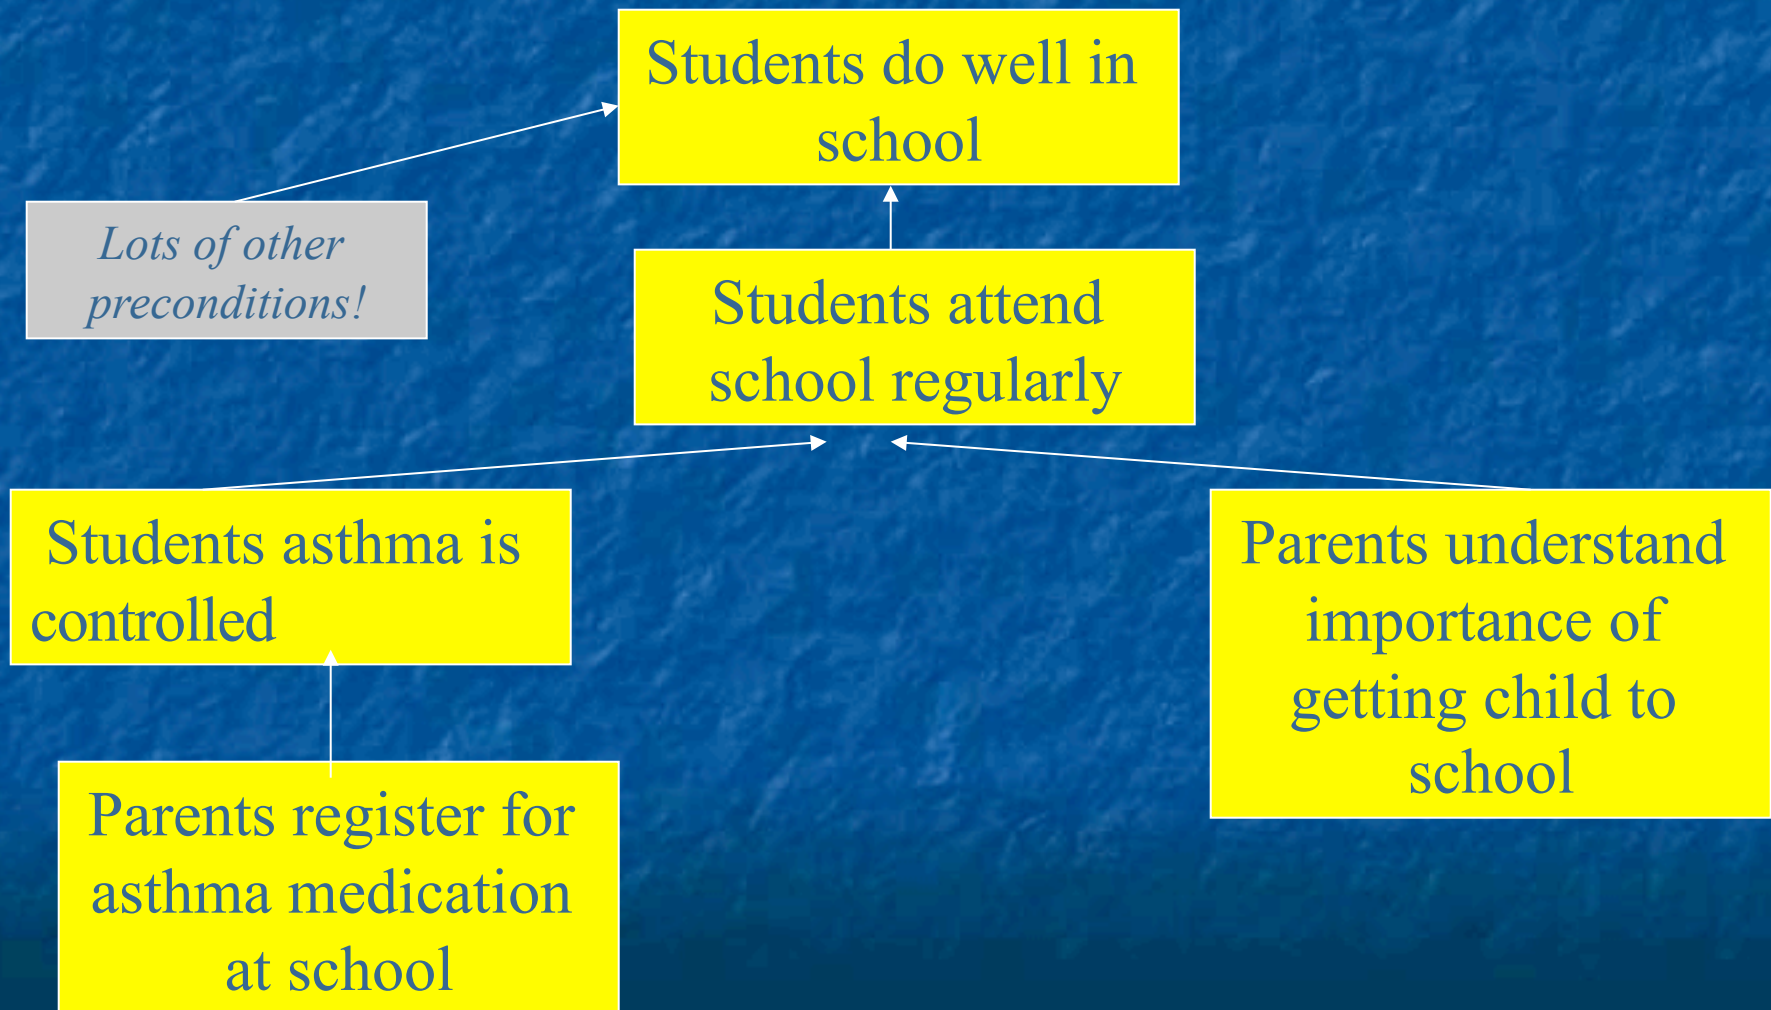 Students do well in
school
Lots of other
preconditions!
Students attend
school regularly
Students asthma is
controlled
Parents understand
importance of
getting child to
school
Parents register for
asthma medication
at school